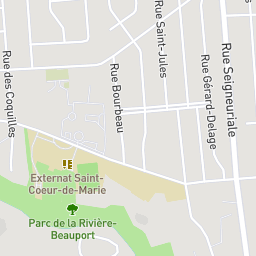 Rue des Coquilles
Rue Bourbeau
Rue Saint-Jules
Rue Gérard-Delage
Rue Seigneuriale
Externat Saint-
Coeur-de-Marie
Parc de la Rivière-
Beauport